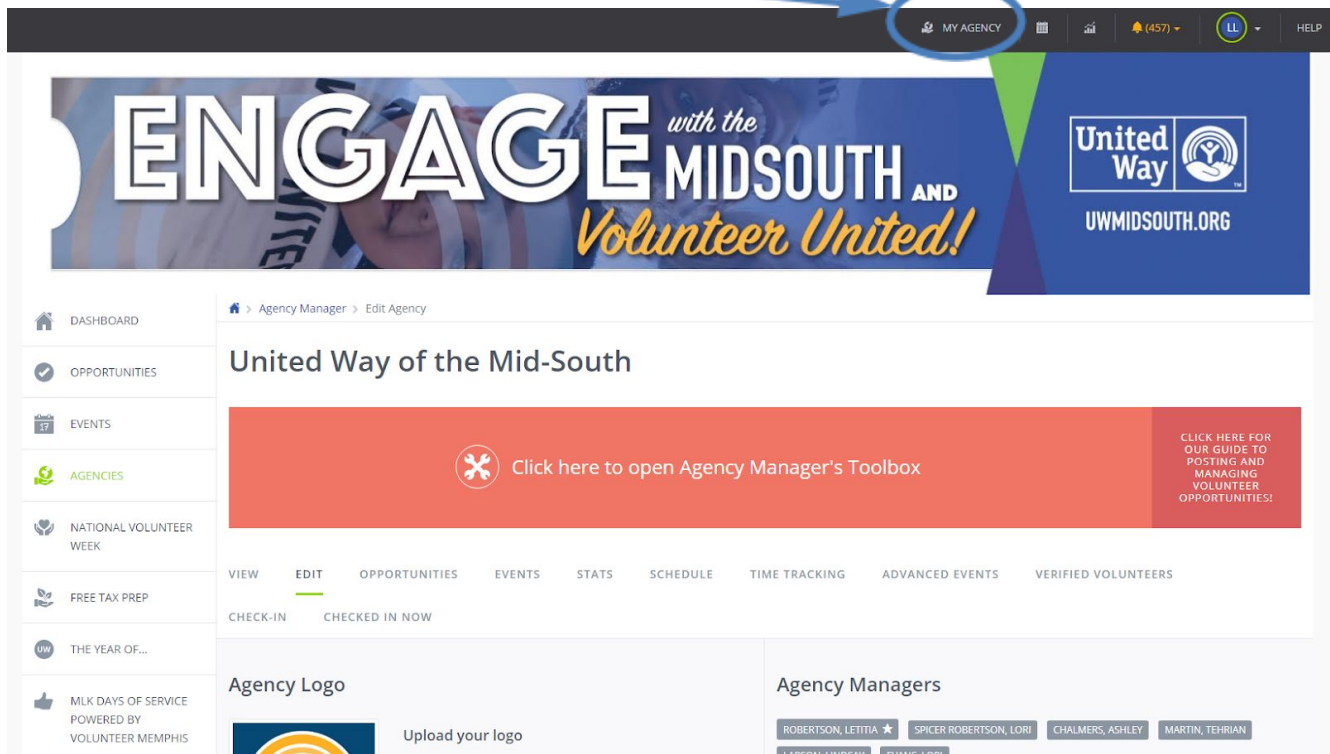 MY AGENCY
(457)
LL
HELP
ENGAGE with the
MIDSOUTH AND
Volunteer United!
United
Way
UWMIDSOUTH.ORG
DASHBOARD
OPPORTUNITIES
17
EVENTS
AGENCIES
NATIONAL VOLUNTEER
WEEK
FREE TAX PREP
UW
THE YEAR OF...
MLK DAYS OF SERVICE
POWERED BY
VOLUNTEER MEMPHIS
> Agency Manager > Edit Agency
United Way of the Mid-South
Click here to open Agency Manager's Toolbox
CLICK HERE FOR
OUR GUIDE TO
POSTING AND
MANAGING
VOLUNTEER
OPPORTUNITIES!
VIEW EDIT OPPORTUNITIES EVENTS STATS SCHEDULE TIME TRACKING ADVANCED EVENTS VERIFIED VOLUNTEERS
CHECK-IN CHECKED IN NOW
Agency Logo
Upload your logo
Agency Managers
ROBERTSON, LETITIA ★ SPICER ROBERTSON, LORI CHALMERS, ASHLEY MARTIN, TEHRIAN